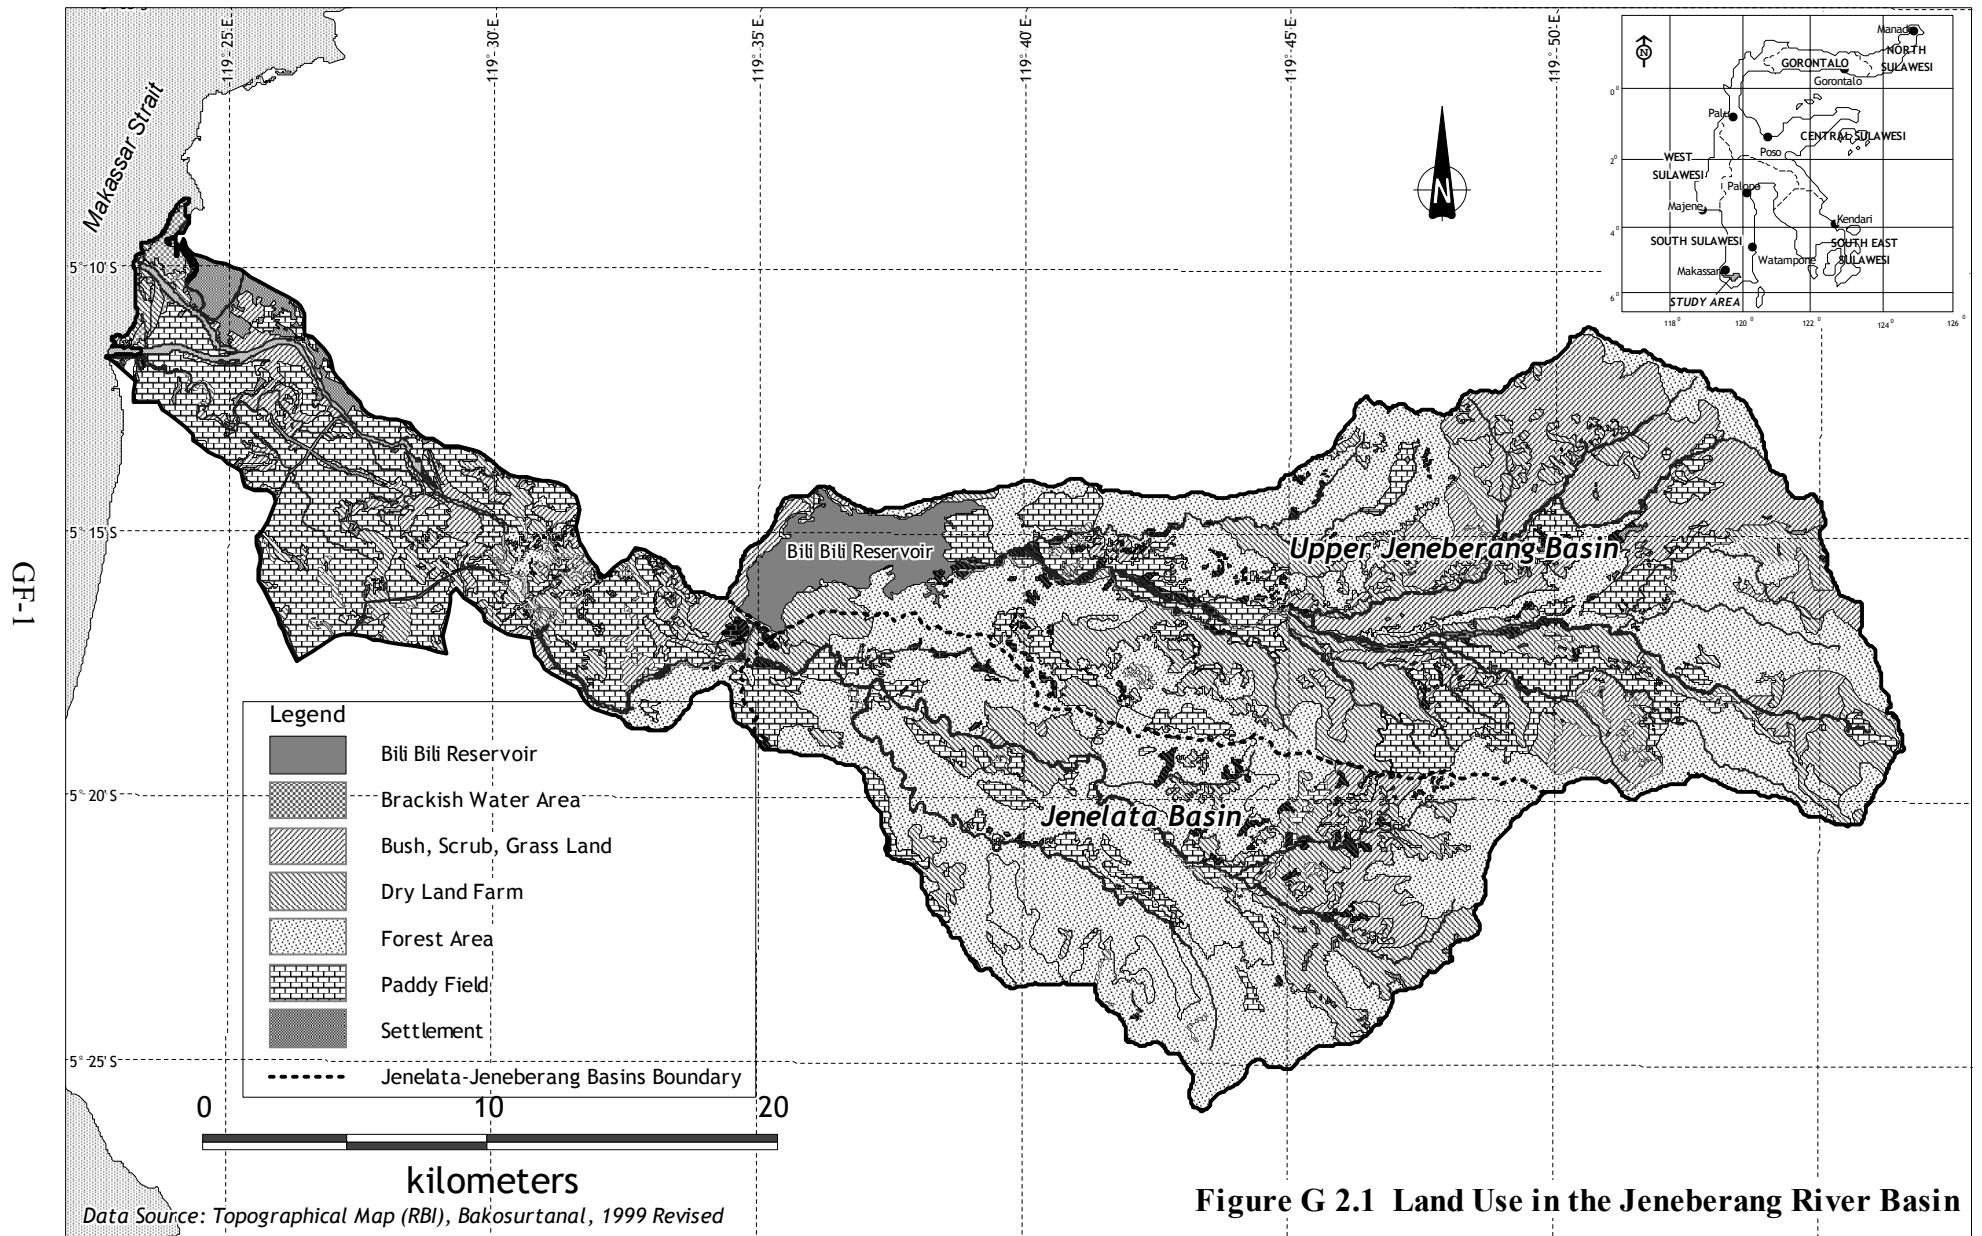 119° 25' E
119° 30' E
119° 35' E
119° 40' E
119° 45' E
119° 50' E
Makassar Strait
5° 10' S
5° 15' S
5° 20' S
5° 25' S
N
N
Manado
NORTH
SULAWESI
GORONTALO
Gorontalo
Palu
Poso
CENTRAL SULAWESI
WEST
SULAWESI
Palopo
Majene
Kendari
SOUTH SULAWESI
SOUTH EAST
SULAWESI
Watampone
Makassar
STUDY AREA
0°
2°
4°
6°
118°
120°
122°
124°
126°
Bili Bili Reservoir
Upper Jeneberang Basin
Jenelata Basin
GF-1
Legend
Bili Bili Reservoir
Brackish Water Area
Bush, Scrub, Grass Land
Dry Land Farm
Forest Area
Paddy Field
Settlement
Jenelata-Jeneberang Basins Boundary
0 10 20
kilometers
Data Source: Topographical Map (RBI), Bakosurtanal, 1999 Revised
Figure G 2.1 Land Use in the Jeneberang River Basin